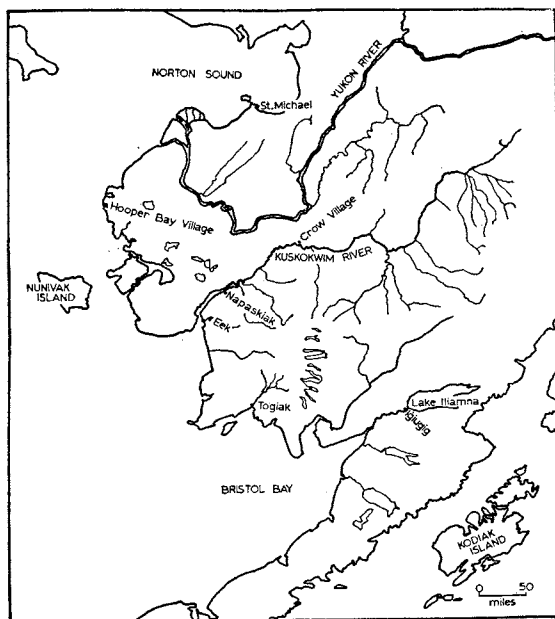 NORTON SOUND
St. Michael
YUKON RIVER
Hooper Bay Village
Crow Village
KUSKOKWIM RIVER
NUNIVAK
ISLAND
Napaskiak
Eek
Togiak
Lake Iliamna
Igiugig
BRISTOL BAY
KODIAK
ISLAND
0 50
miles